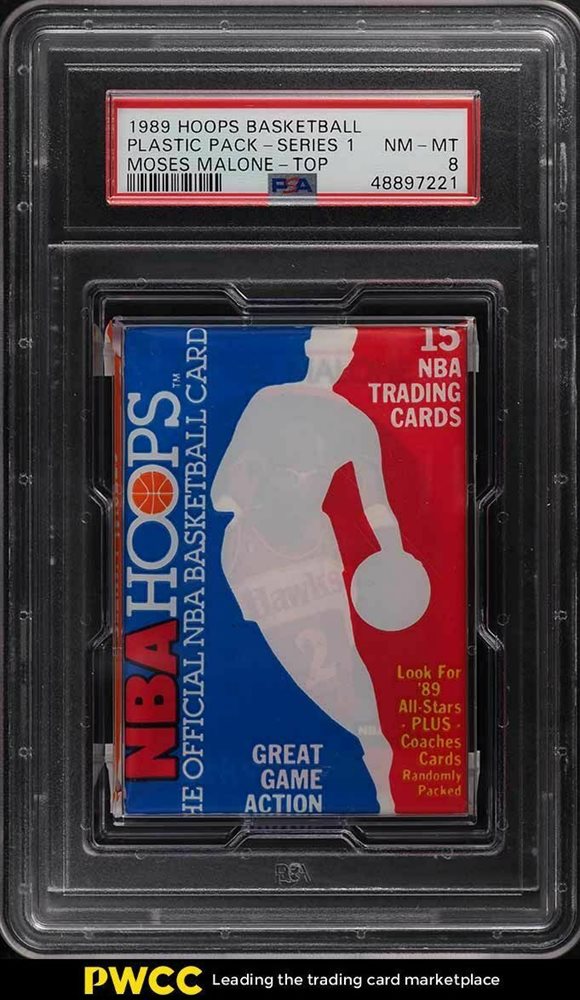 1989 HOOPS BASKETBALL
PLASTIC PACK - SERIES 1 NM - MT
MOSES MALONE - TOP 8
PSA 48897221
15
NBA
TRADING
CARDS
NBA HOOPS™
HE OFFICIAL NBA BASKETBALL CARD
Hawks
2
Look For
'89
All-Stars
- PLUS -
Coaches
Cards
Randomly
Packed
GREAT
GAME
ACTION
PSA
PWCC Leading the trading card marketplace